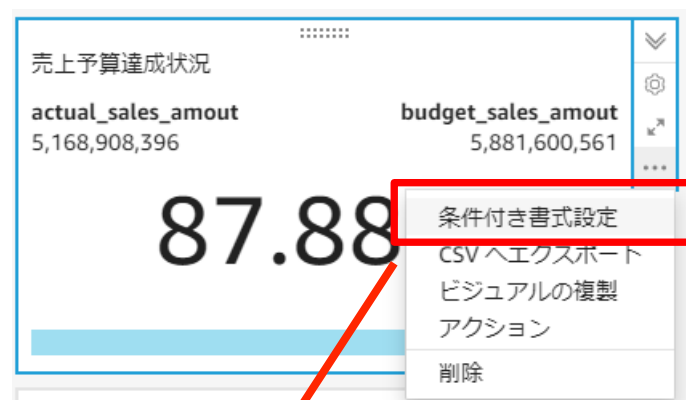 売上予算達成状況
actual_sales_amout budget_sales_amout
5,168,908,396 5,881,600,561
87.88
条件付き書式設定
CSV へエクスポート
ビジュアルの複製
アクション
削除